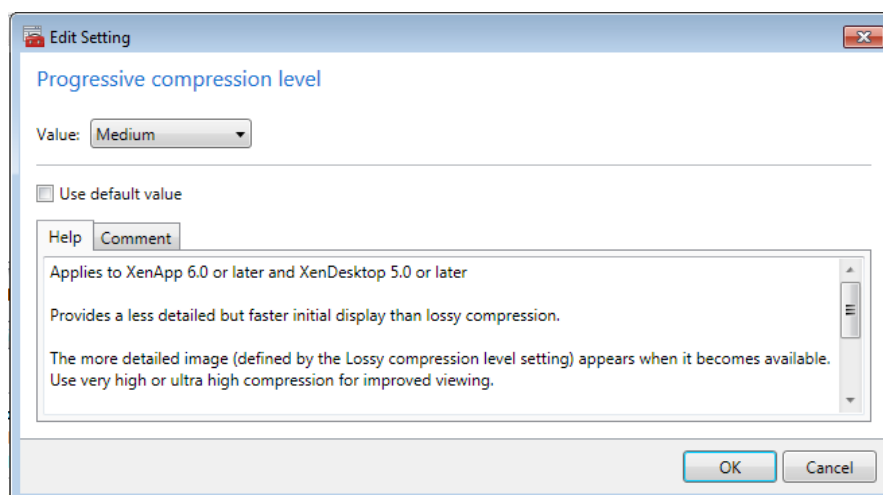 Edit Setting
Progressive compression level
Value: Medium
Use default value
Help Comment
Applies to XenApp 6.0 or later and XenDesktop 5.0 or later
Provides a less detailed but faster initial display than lossy compression.
The more detailed image (defined by the Lossy compression level setting) appears when it becomes available.
Use very high or ultra high compression for improved viewing.
OK Cancel